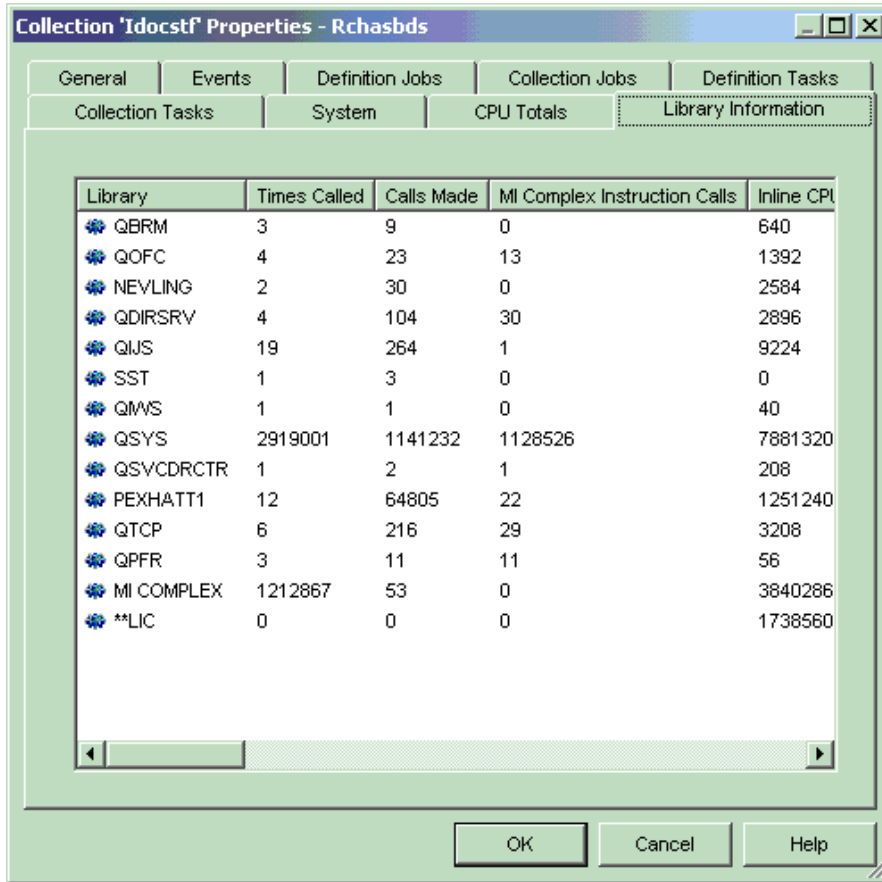 Collection 'Idocstf' Properties - Rchasbds
General Events Definition Jobs Collection Jobs Definition Tasks
Collection Tasks System CPU Totals Library Information
Library Times Called Calls Made MI Complex Instruction Calls Inline CPU
QBRM 3 9 0 640
QOFC 4 23 13 1392
NEVLING 2 30 0 2584
QDIRSRV 4 104 30 2896
QIJS 19 264 1 9224
SST 1 3 0 0
QIWS 1 1 0 40
QSYS 2919001 1141232 1128526 7881320
QSVCDRCTR 1 2 1 208
PEXHATT1 12 64805 22 1251240
QTCP 6 216 29 3208
QPFR 3 11 11 56
MI COMPLEX 1212867 53 0 3840286
**LIC 0 0 0 1738560
OK Cancel Help